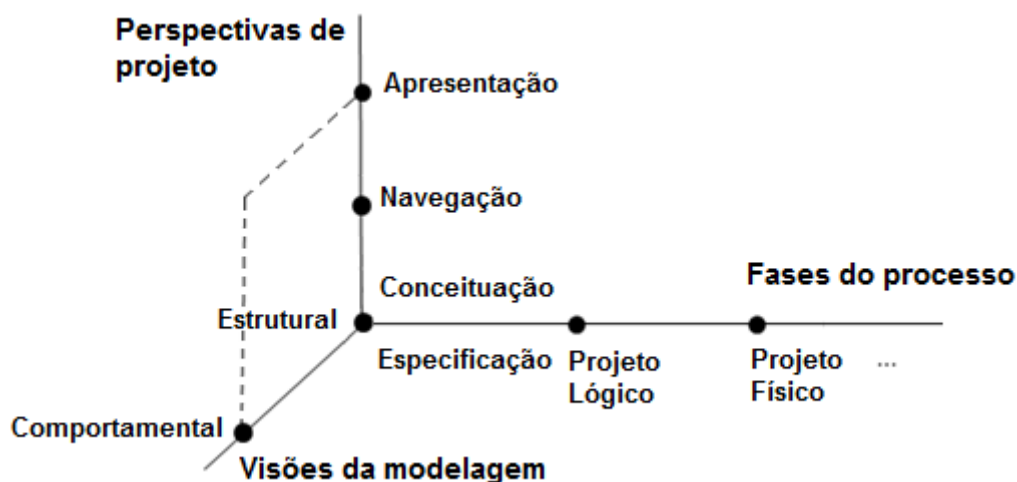 Perspectivas de
projeto
Apresentação
Navegação
Conceituação
Fases do processo
Estrutural
Especificação
Projeto
Lógico
Projeto
Físico
...
Comportamental
Visões da modelagem